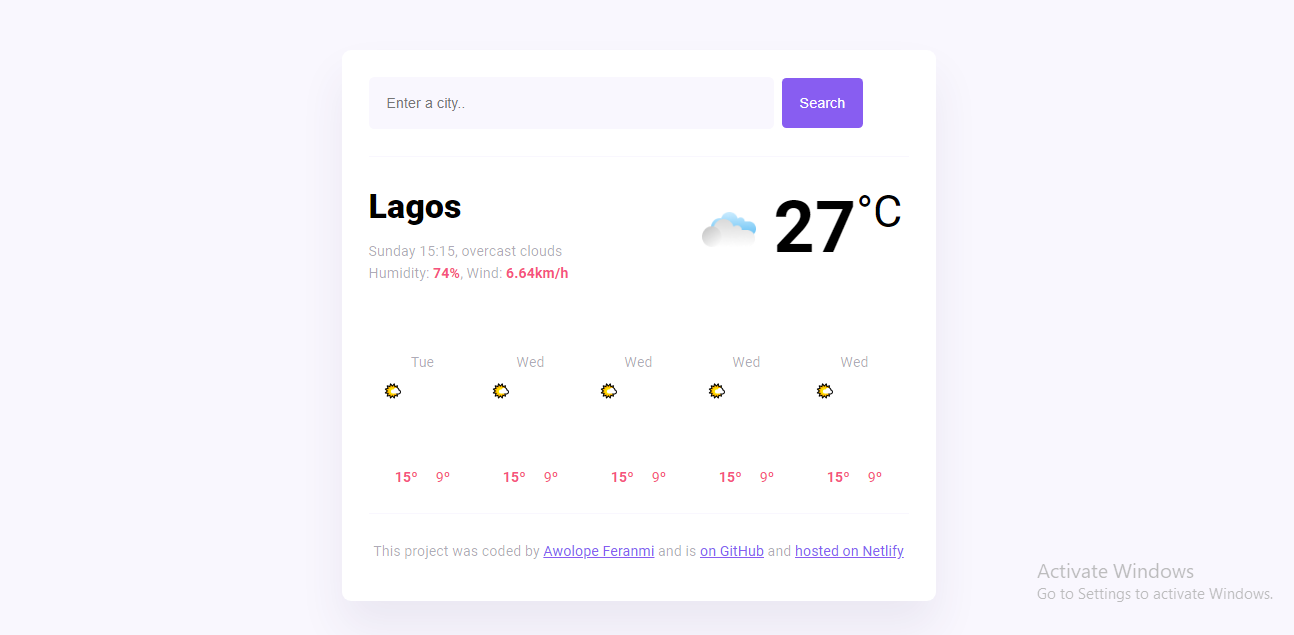 Enter a city..
Search
Lagos
27°C
Sunday 15:15, overcast clouds
Humidity: 74%, Wind: 6.64km/h
Tue Wed Wed Wed Wed
15° 9° 15° 9° 15° 9° 15° 9° 15° 9°
This project was coded by Awolope Feranmi and is on GitHub and hosted on Netlify
Activate Windows
Go to Settings to activate Windows.